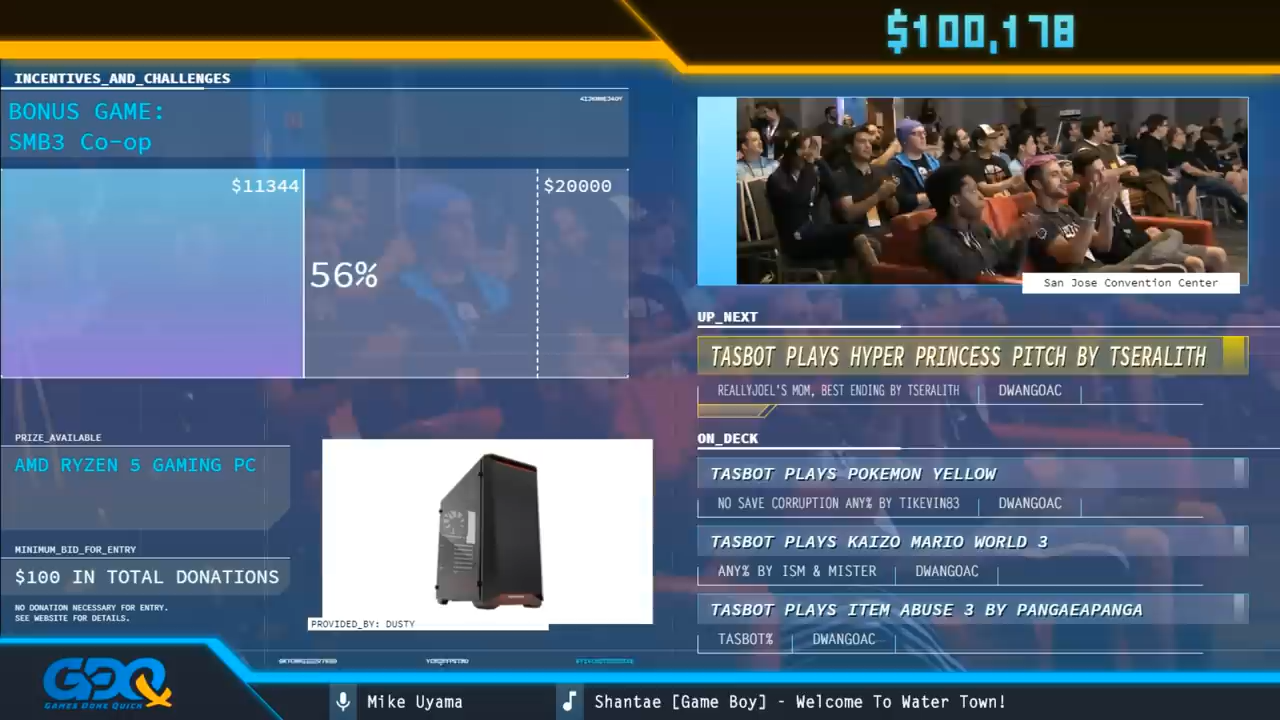 $100,178
INCENTIVES_AND_CHALLENGES
BONUS GAME:
SMB3 Co-op
$11344
$20000
56%
San Jose Convention Center
UP_NEXT
TASBOT PLAYS HYPER PRINCESS PITCH BY TSERALITH
REALLYJOEL'S MOM, BEST ENDING BY TSERALITH
DWANGOAC
ON_DECK
TASBOT PLAYS POKEMON YELLOW
NO SAVE CORRUPTION ANY% BY TIKEVIN83
DWANGOAC
TASBOT PLAYS KAIZO MARIO WORLD 3
ANY% BY ISM & MISTER
DWANGOAC
TASBOT PLAYS ITEM ABUSE 3 BY PANGAEAPANGA
TASBOT%
DWANGOAC
PRIZE_AVAILABLE
AMD RYZEN 5 GAMING PC
MINIMUM_BID_FOR_ENTRY
$100 IN TOTAL DONATIONS
NO DONATION NECESSARY FOR ENTRY.
SEE WEBSITE FOR DETAILS.
PROVIDED_BY: DUSTY
GDQ
GAMES DONE QUICK
Mike Uyama
Shantae [Game Boy] - Welcome To Water Town!